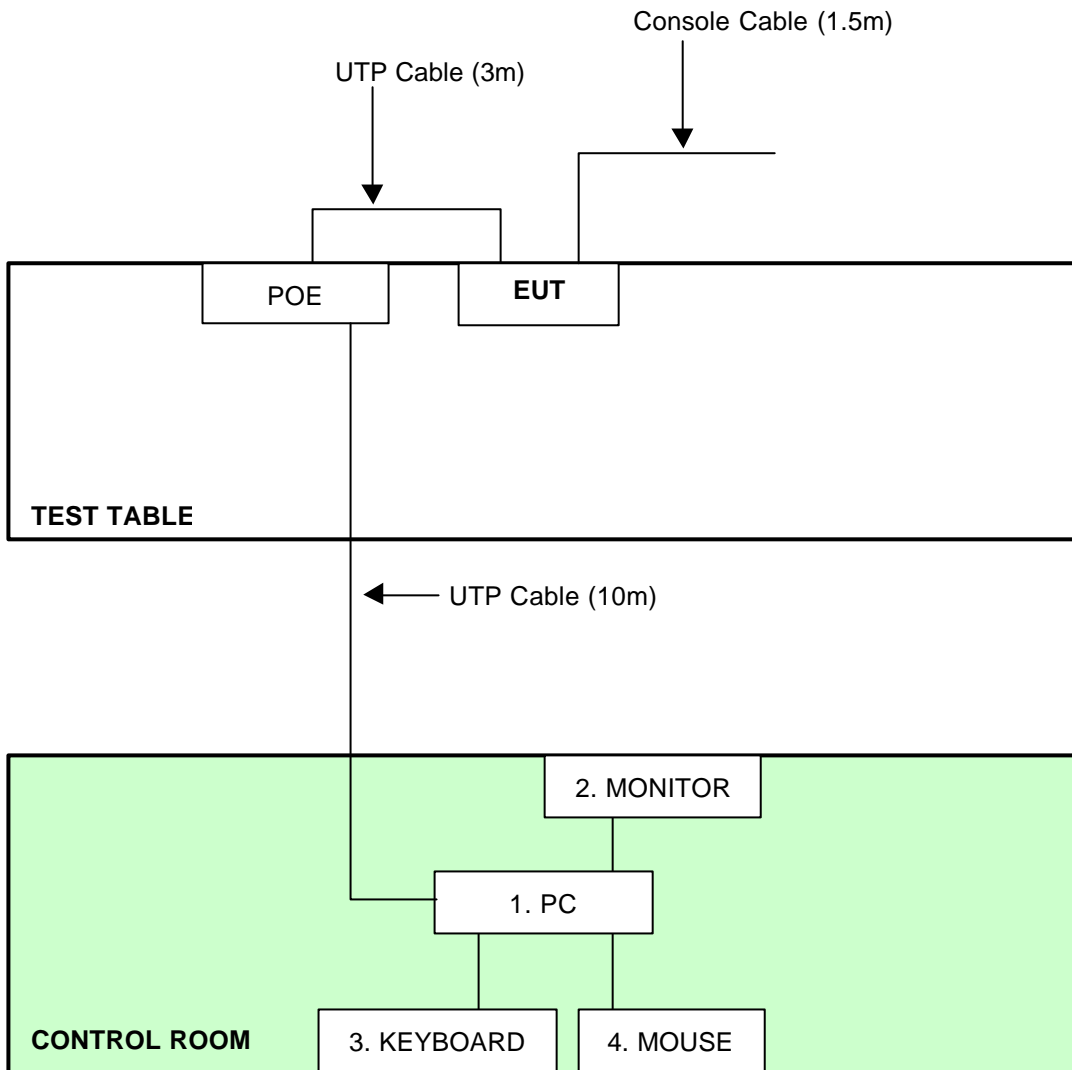 Console Cable (1.5m)
UTP Cable (3m)
POE
EUT
TEST TABLE
UTP Cable (10m)
2. MONITOR
1. PC
CONTROL ROOM
3. KEYBOARD
4. MOUSE